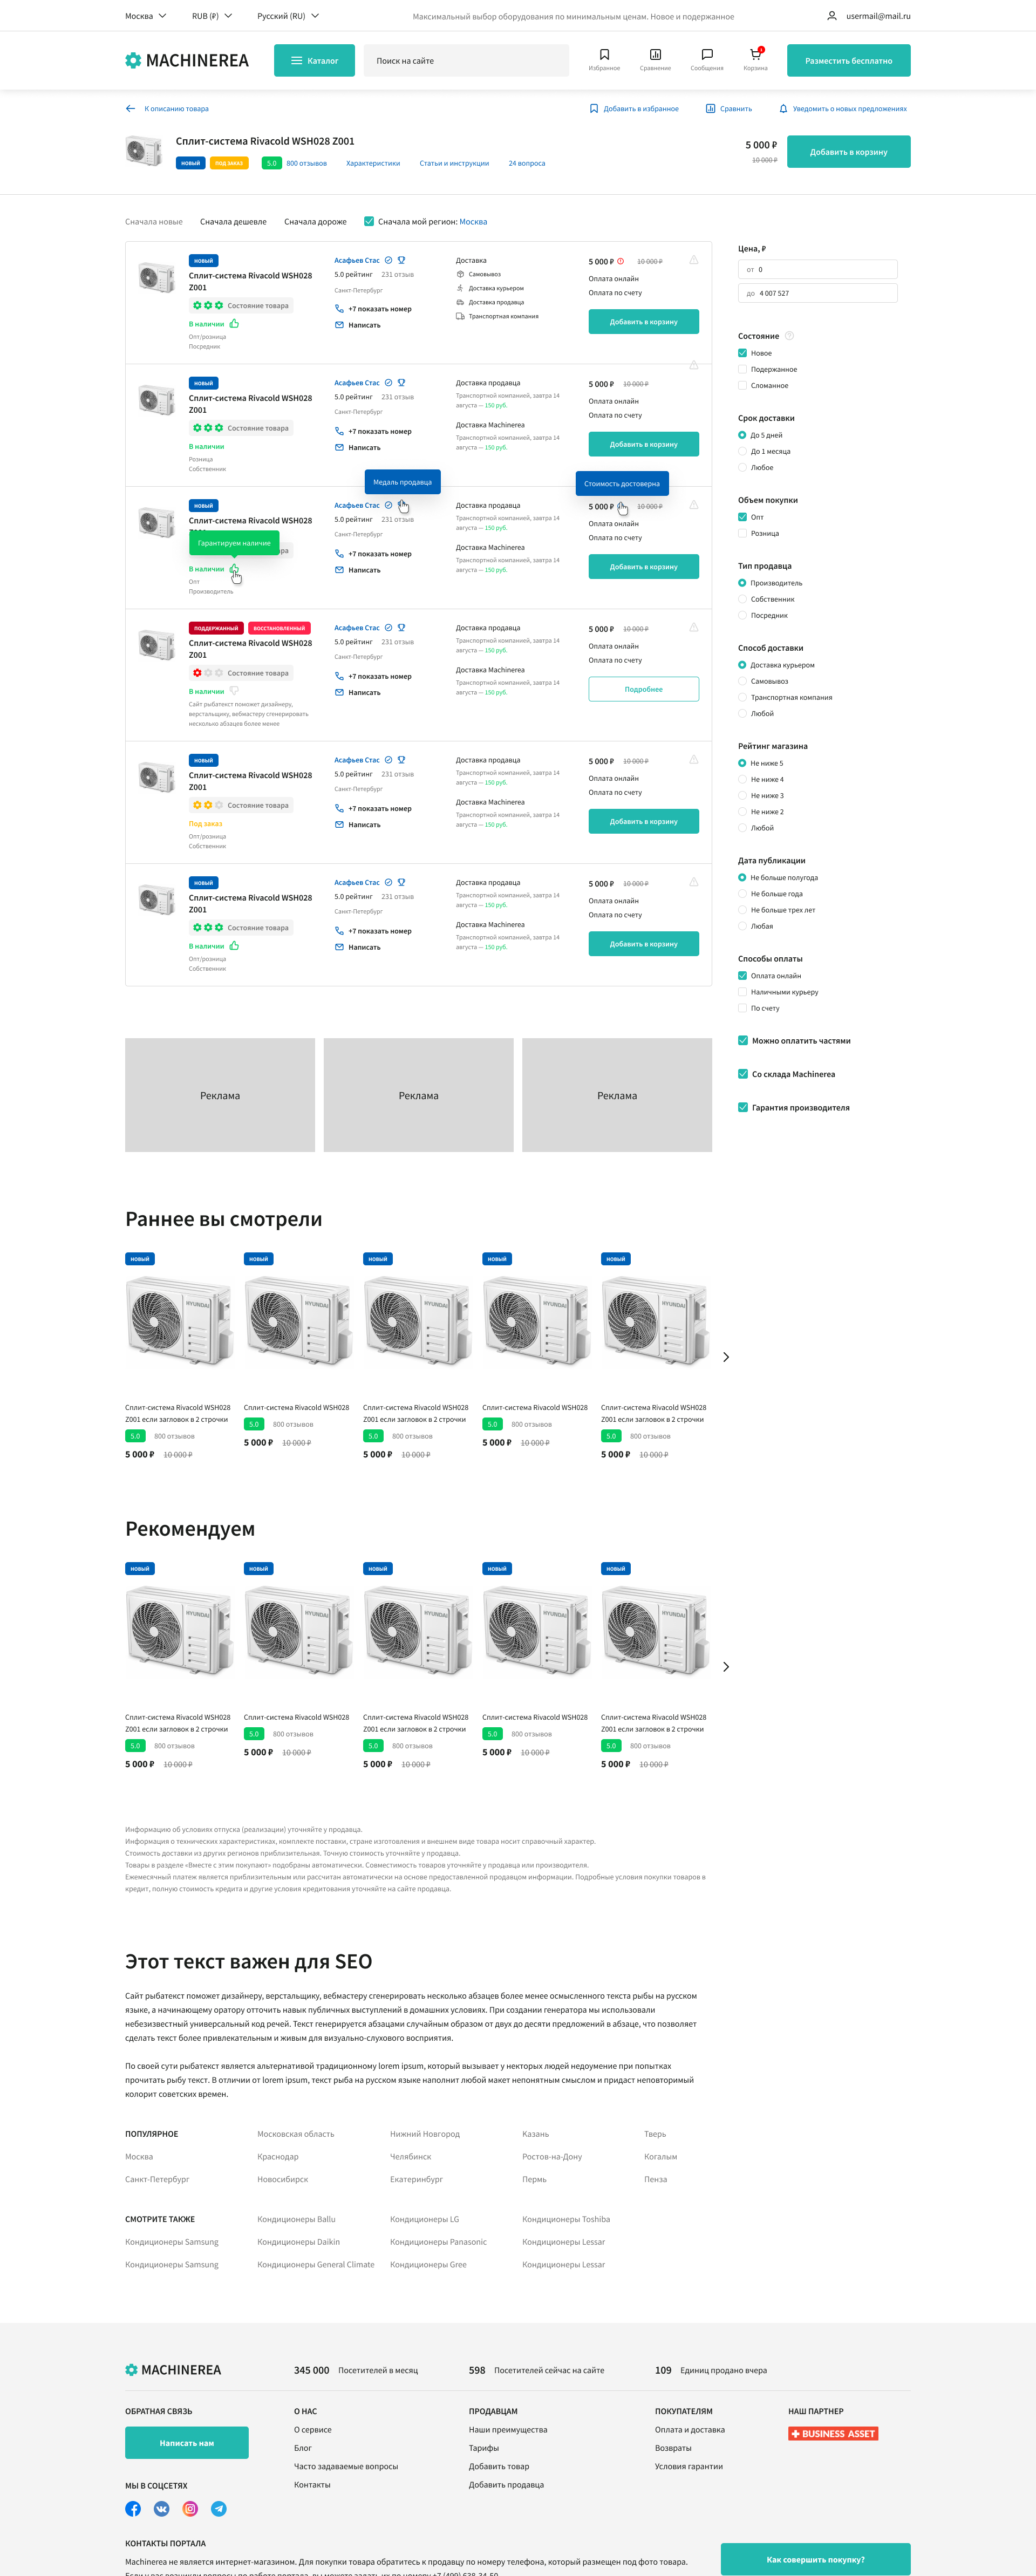 Москва RUB (₽) Русский (RU) Максимальный выбор оборудования по минимальным ценам. Новое и подержанное usermail@mail.ru
MACHINEREA Каталог Поиск на сайте Избранное Сравнение Сообщения Корзина 1 Разместить бесплатно
К описанию товара Добавить в избранное Сравнить Уведомить о новых предложениях
Сплит-система Rivacold WSH028 Z001
НОВЫЙ ПОД ЗАКАЗ 5.0 800 отзывов Характеристики Статьи и инструкции 24 вопроса
5 000 ₽
10 000 ₽
Добавить в корзину
Сначала новые Сначала дешевле Сначала дороже Сначала мой регион: Москва
НОВЫЙ
Сплит-система Rivacold WSH028
Z001
Состояние товара
В наличии
Опт/розница
Посредник
Асафьев Стас
5.0 рейтинг 231 отзыв
Санкт-Петербург
+7 показать номер
Написать
Доставка
Самовывоз
Доставка курьером
Доставка продавца
Транспортная компания
5 000 ₽ 10 000 ₽
Оплата онлайн
Оплата по счету
Добавить в корзину
НОВЫЙ
Сплит-система Rivacold WSH028
Z001
Состояние товара
В наличии
Розница
Собственник
Асафьев Стас
5.0 рейтинг 231 отзыв
Санкт-Петербург
+7 показать номер
Написать
Доставка продавца
Транспортной компанией, завтра 14
августа — 150 руб.
Доставка Machinerea
Транспортной компанией, завтра 14
августа — 150 руб.
5 000 ₽ 10 000 ₽
Оплата онлайн
Оплата по счету
Добавить в корзину
НОВЫЙ
Сплит-система Rivacold WSH028
Гарантируем наличие
В наличии
Опт
Производитель
Медаль продавца
Асафьев Стас
5.0 рейтинг 231 отзыв
Санкт-Петербург
+7 показать номер
Написать
Доставка продавца
Транспортной компанией, завтра 14
августа — 150 руб.
Доставка Machinerea
Транспортной компанией, завтра 14
августа — 150 руб.
Стоимость достоверна
5 000 ₽ 10 000 ₽
Оплата онлайн
Оплата по счету
Добавить в корзину
ПОДДЕРЖАННЫЙ ВОССТАНОВЛЕННЫЙ
Сплит-система Rivacold WSH028
Z001
Состояние товара
В наличии
Сайт рыбатекст поможет дизайнеру,
верстальщику, вебмастеру сгенерировать
несколько абзацев более менее
Асафьев Стас
5.0 рейтинг 231 отзыв
Санкт-Петербург
+7 показать номер
Написать
Доставка продавца
Транспортной компанией, завтра 14
августа — 150 руб.
Доставка Machinerea
Транспортной компанией, завтра 14
августа — 150 руб.
5 000 ₽ 10 000 ₽
Оплата онлайн
Оплата по счету
Подробнее
НОВЫЙ
Сплит-система Rivacold WSH028
Z001
Состояние товара
Под заказ
Опт/розница
Собственник
Асафьев Стас
5.0 рейтинг 231 отзыв
Санкт-Петербург
+7 показать номер
Написать
Доставка продавца
Транспортной компанией, завтра 14
августа — 150 руб.
Доставка Machinerea
Транспортной компанией, завтра 14
августа — 150 руб.
5 000 ₽ 10 000 ₽
Оплата онлайн
Оплата по счету
Добавить в корзину
НОВЫЙ
Сплит-система Rivacold WSH028
Z001
Состояние товара
В наличии
Опт/розница
Собственник
Асафьев Стас
5.0 рейтинг 231 отзыв
Санкт-Петербург
+7 показать номер
Написать
Доставка продавца
Транспортной компанией, завтра 14
августа — 150 руб.
Доставка Machinerea
Транспортной компанией, завтра 14
августа — 150 руб.
5 000 ₽ 10 000 ₽
Оплата онлайн
Оплата по счету
Добавить в корзину
Цена, ₽
от 0
до 4 007 527
Состояние
Новое
Подержанное
Сломанное
Срок доставки
До 5 дней
До 1 месяца
Любое
Объем покупки
Опт
Розница
Тип продавца
Производитель
Собственник
Посредник
Способ доставки
Доставка курьером
Самовывоз
Транспортная компания
Любой
Рейтинг магазина
Не ниже 5
Не ниже 4
Не ниже 3
Не ниже 2
Любой
Дата публикации
Не больше полугода
Не больше года
Не больше трех лет
Любая
Способы оплаты
Оплата онлайн
Наличными курьеру
По счету
Можно оплатить частями
Со склада Machinerea
Гарантия производителя
Реклама Реклама Реклама
Раннее вы смотрели
НОВЫЙ НОВЫЙ НОВЫЙ НОВЫЙ НОВЫЙ
HYUNDAI HYUNDAI HYUNDAI HYUNDAI HYUNDAI
Сплит-система Rivacold WSH028 Сплит-система Rivacold WSH028 Сплит-система Rivacold WSH028 Сплит-система Rivacold WSH028 Сплит-система Rivacold WSH028
Z001 если загловок в 2 строчки Z001 если загловок в 2 строчки Z001 если загловок в 2 строчки
5.0 800 отзывов 5.0 800 отзывов 5.0 800 отзывов 5.0 800 отзывов 5.0 800 отзывов
5 000 ₽ 10 000 ₽ 5 000 ₽ 10 000 ₽ 5 000 ₽ 10 000 ₽ 5 000 ₽ 10 000 ₽ 5 000 ₽ 10 000 ₽
Рекомендуем
НОВЫЙ НОВЫЙ НОВЫЙ НОВЫЙ НОВЫЙ
HYUNDAI HYUNDAI HYUNDAI HYUNDAI HYUNDAI
Сплит-система Rivacold WSH028 Сплит-система Rivacold WSH028 Сплит-система Rivacold WSH028 Сплит-система Rivacold WSH028 Сплит-система Rivacold WSH028
Z001 если загловок в 2 строчки Z001 если загловок в 2 строчки Z001 если загловок в 2 строчки
5.0 800 отзывов 5.0 800 отзывов 5.0 800 отзывов 5.0 800 отзывов 5.0 800 отзывов
5 000 ₽ 10 000 ₽ 5 000 ₽ 10 000 ₽ 5 000 ₽ 10 000 ₽ 5 000 ₽ 10 000 ₽ 5 000 ₽ 10 000 ₽
Информацию об условиях отпуска (реализации) уточняйте у продавца.
Информация о технических характеристиках, комплекте поставки, стране изготовления и внешнем виде товара носит справочный характер.
Стоимость доставки из других регионов приблизительная. Точную стоимость уточняйте у продавца.
Товары в разделе «Вместе с этим покупают» подобраны автоматически. Совместимость товаров уточняйте у продавца или производителя.
Ежемесячный платеж является приблизительным или рассчитан автоматически на основе предоставленной продавцом информации. Подробные условия покупки товаров в
кредит, полную стоимость кредита и другие условия кредитования уточняйте на сайте продавца.
Этот текст важен для SEO
Сайт рыбатекст поможет дизайнеру, верстальщику, вебмастеру сгенерировать несколько абзацев более менее осмысленного текста рыбы на русском
языке, а начинающему оратору отточить навык публичных выступлений в домашних условиях. При создании генератора мы использовали
небезизвестный универсальный код речей. Текст генерируется абзацами случайным образом от двух до десяти предложений в абзаце, что позволяет
сделать текст более привлекательным и живым для визуально-слухового восприятия.
По своей сути рыбатекст является альтернативой традиционному lorem ipsum, который вызывает у некторых людей недоумение при попытках
прочитать рыбу текст. В отличии от lorem ipsum, текст рыба на русском языке наполнит любой макет непонятным смыслом и придаст неповторимый
колорит советских времен.
ПОПУЛЯРНОЕ Московская область Нижний Новгород Казань Тверь
Москва Краснодар Челябинск Ростов-на-Дону Когалым
Санкт-Петербург Новосибирск Екатеринбург Пермь Пенза
СМОТРИТЕ ТАКЖЕ Кондиционеры Ballu Кондиционеры LG Кондиционеры Toshiba
Кондиционеры Samsung Кондиционеры Daikin Кондиционеры Panasonic Кондиционеры Lessar
Кондиционеры Samsung Кондиционеры General Climate Кондиционеры Gree Кондиционеры Lessar
MACHINEREA 345 000 Посетителей в месяц 598 Посетителей сейчас на сайте 109 Единиц продано вчера
ОБРАТНАЯ СВЯЗЬ
Написать нам
МЫ В СОЦСЕТЯХ
О НАС
О сервисе
Блог
Часто задаваемые вопросы
Контакты
ПРОДАВЦАМ
Наши преимущества
Тарифы
Добавить товар
Добавить продавца
ПОКУПАТЕЛЯМ
Оплата и доставка
Возвраты
Условия гарантии
НАШ ПАРТНЕР
BUSINESS ASSET
КОНТАКТЫ ПОРТАЛА
Machinerea не является интернет-магазином. Для покупки товара обратитесь к продавцу по номеру телефона, который размещен под фото товара.
Как совершить покупку?